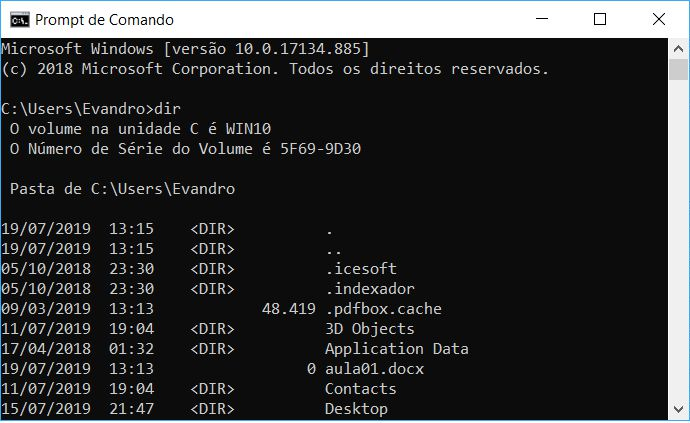 Prompt de Comando
Microsoft Windows [versão 10.0.17134.885]
(c) 2018 Microsoft Corporation. Todos os direitos reservados.
C:\Users\Evandro>dir
O volume na unidade C é WIN10
O Número de Série do Volume é 5F69-9D30
Pasta de C:\Users\Evandro
19/07/2019  13:15    <DIR>          .
19/07/2019  13:15    <DIR>          ..
05/10/2018  23:30    <DIR>          .icesoft
05/10/2018  23:30    <DIR>          .indexador
09/03/2019  13:13            48.419 .pdfbox.cache
11/07/2019  19:04    <DIR>          3D Objects
17/04/2018  01:32    <DIR>          Application Data
19/07/2019  13:13                 0 aula01.docx
11/07/2019  19:04    <DIR>          Contacts
15/07/2019  21:47    <DIR>          Desktop